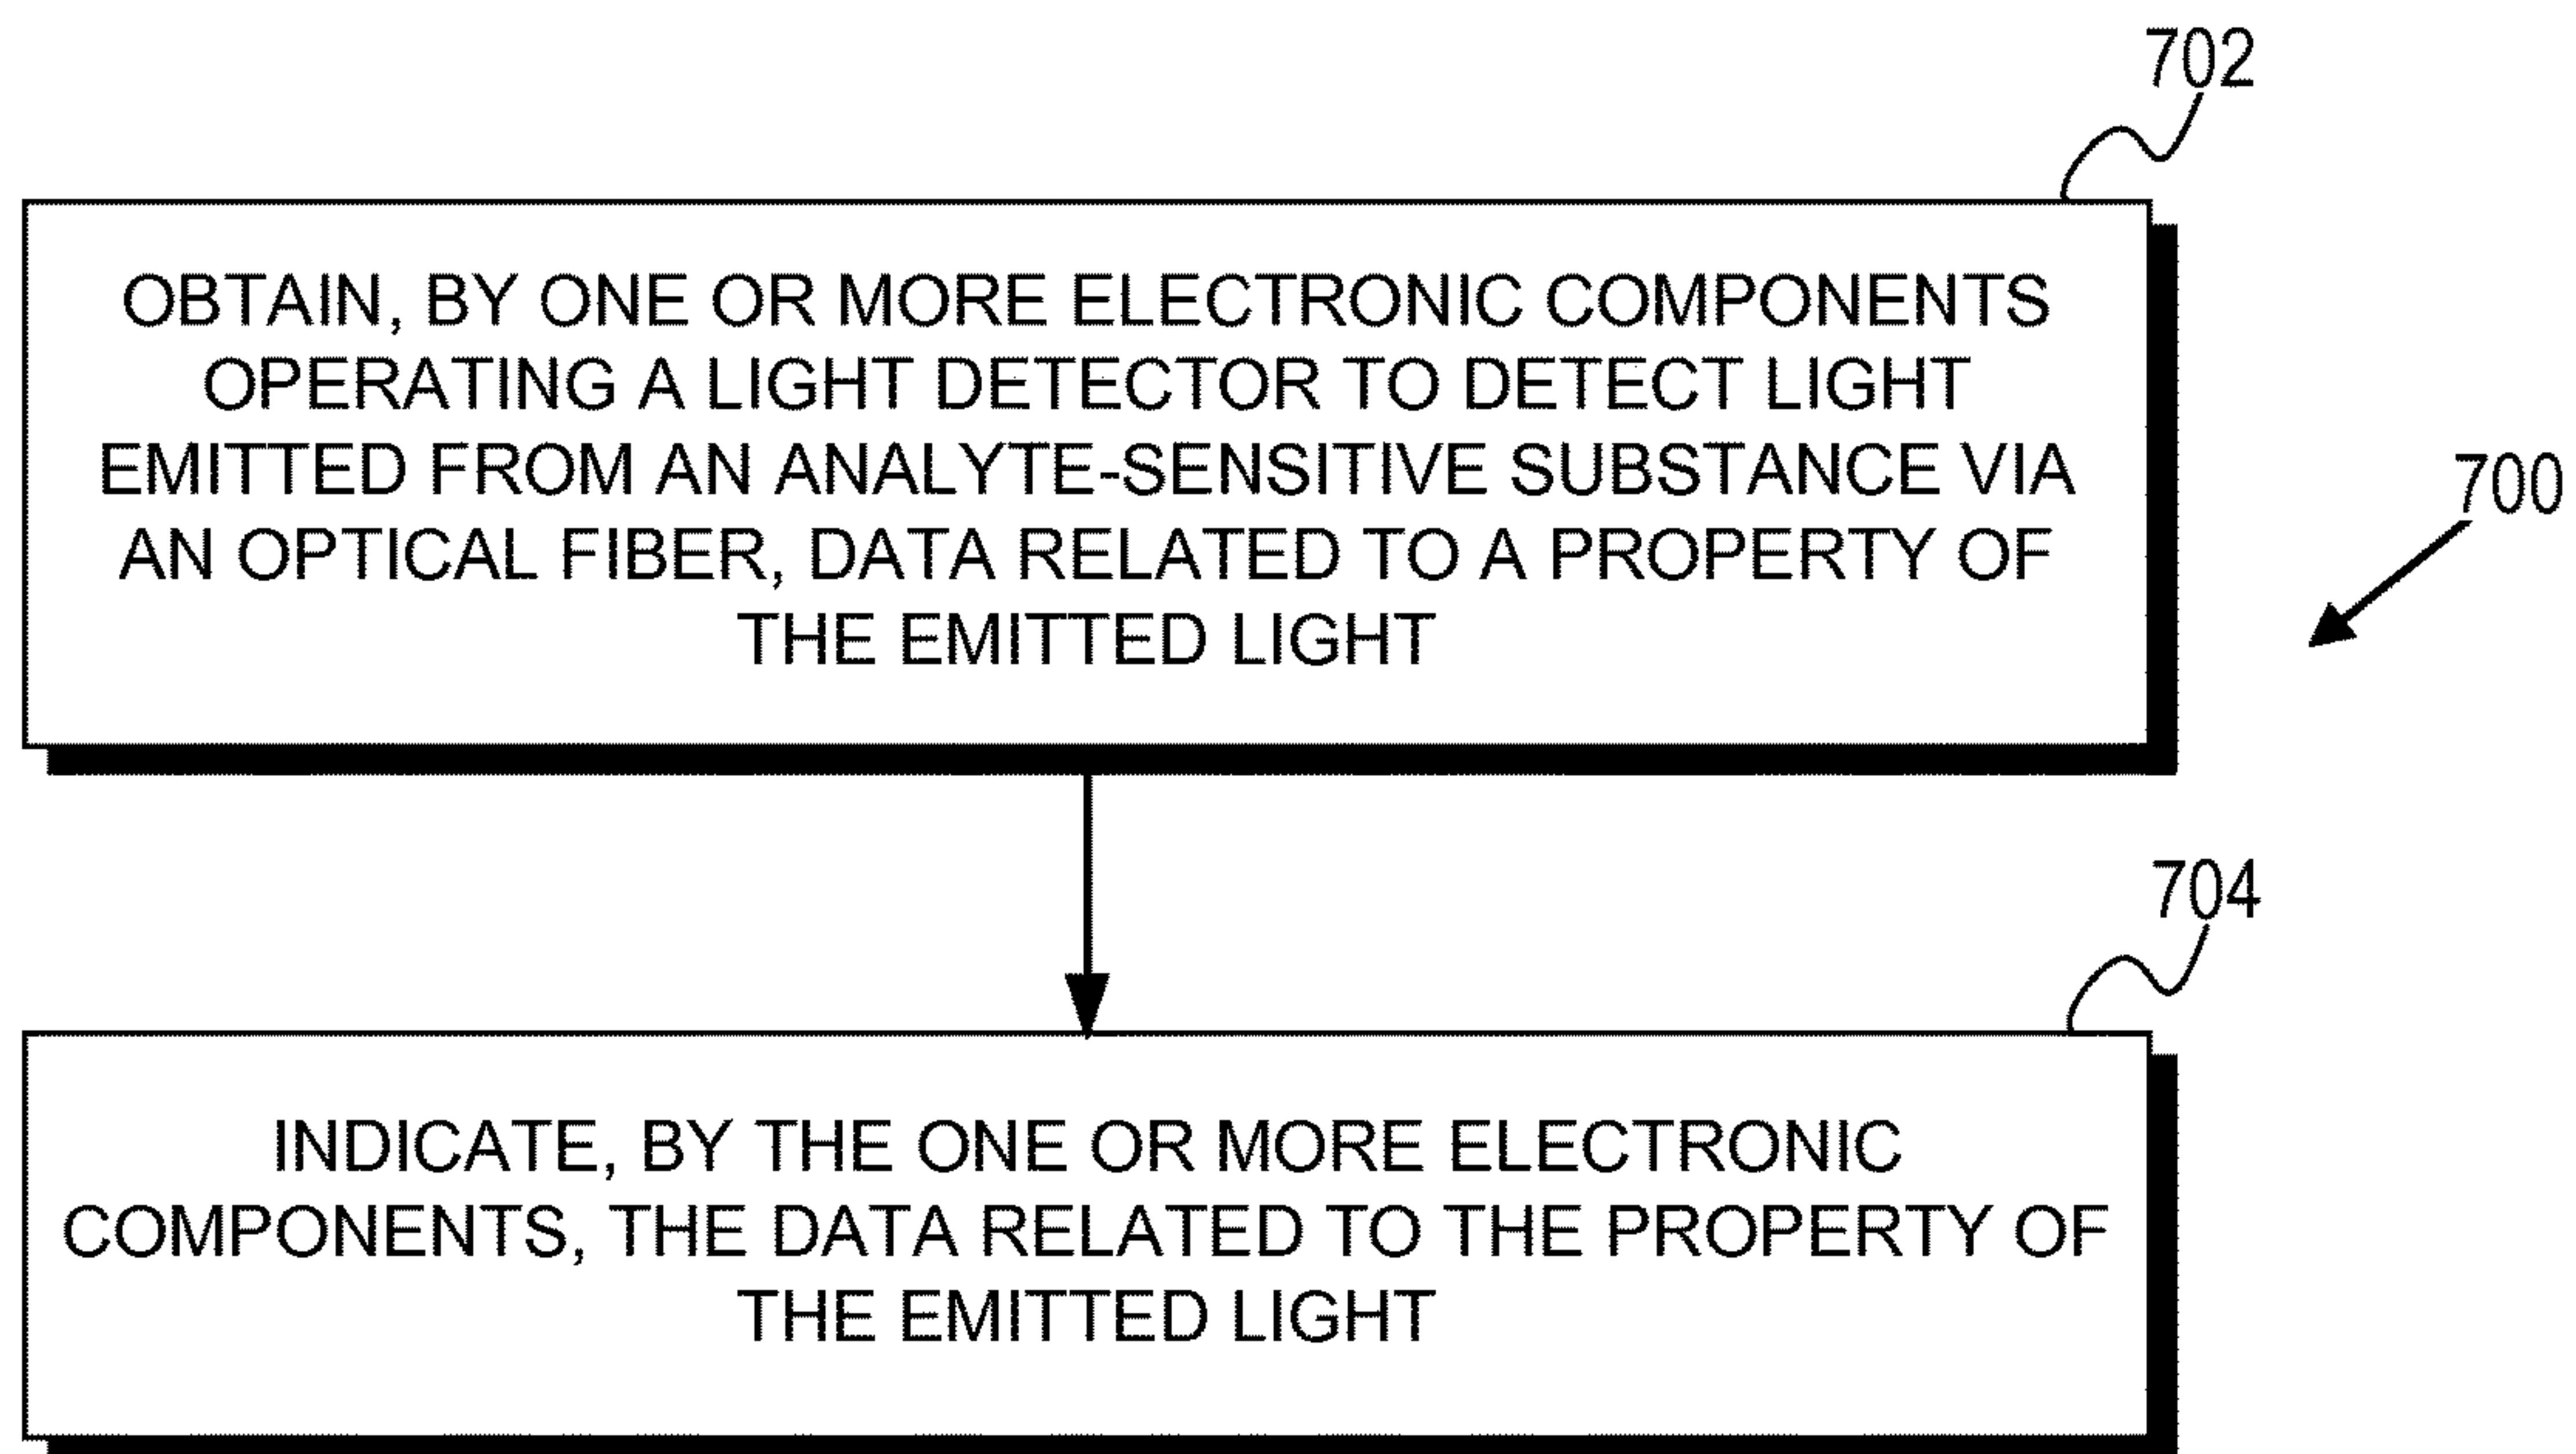 702
OBTAIN, BY ONE OR MORE ELECTRONIC COMPONENTS
OPERATING A LIGHT DETECTOR TO DETECT LIGHT
EMITTED FROM AN ANALYTE-SENSITIVE SUBSTANCE VIA
AN OPTICAL FIBER, DATA RELATED TO A PROPERTY OF
THE EMITTED LIGHT
700
704
INDICATE, BY THE ONE OR MORE ELECTRONIC
COMPONENTS, THE DATA RELATED TO THE PROPERTY OF
THE EMITTED LIGHT